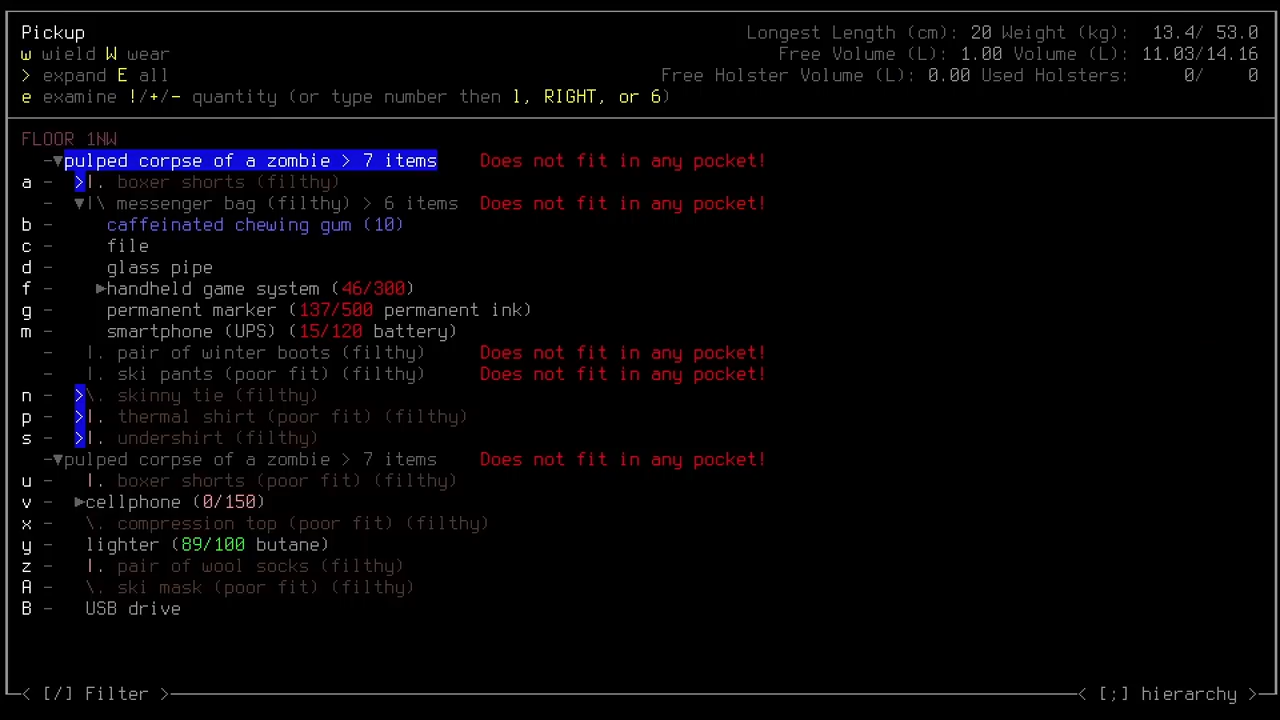 Pickup Longest Length (cm): 20 Weight (kg): 13.4/ 53.0
w wield W wear Free Volume (L): 1.00 Volume (L): 11.03/14.16
> expand E all Free Holster Volume (L): 0.00 Used Holsters: 0/ 0
e examine !/+/- quantity (or type number then l, RIGHT, or 6)
FLOOR 1NW
-▼pulped corpse of a zombie > 7 items Does not fit in any pocket!
a - >|. boxer shorts (filthy)
- ▼|\ messenger bag (filthy) > 6 items Does not fit in any pocket!
b - caffeinated chewing gum (10)
c - file
d - glass pipe
f - ▶handheld game system (46/300)
g - permanent marker (137/500 permanent ink)
m - smartphone (UPS) (15/120 battery)
- |. pair of winter boots (filthy) Does not fit in any pocket!
- |. ski pants (poor fit) (filthy) Does not fit in any pocket!
n - >\. skinny tie (filthy)
p - >|. thermal shirt (poor fit) (filthy)
s - >|. undershirt (filthy)
-▼pulped corpse of a zombie > 7 items Does not fit in any pocket!
u - |. boxer shorts (poor fit) (filthy)
v - ▶cellphone (0/150)
x - \. compression top (poor fit) (filthy)
y - lighter (89/100 butane)
z - |. pair of wool socks (filthy)
A - \. ski mask (poor fit) (filthy)
B - USB drive
< [/] Filter > < [;] hierarchy >